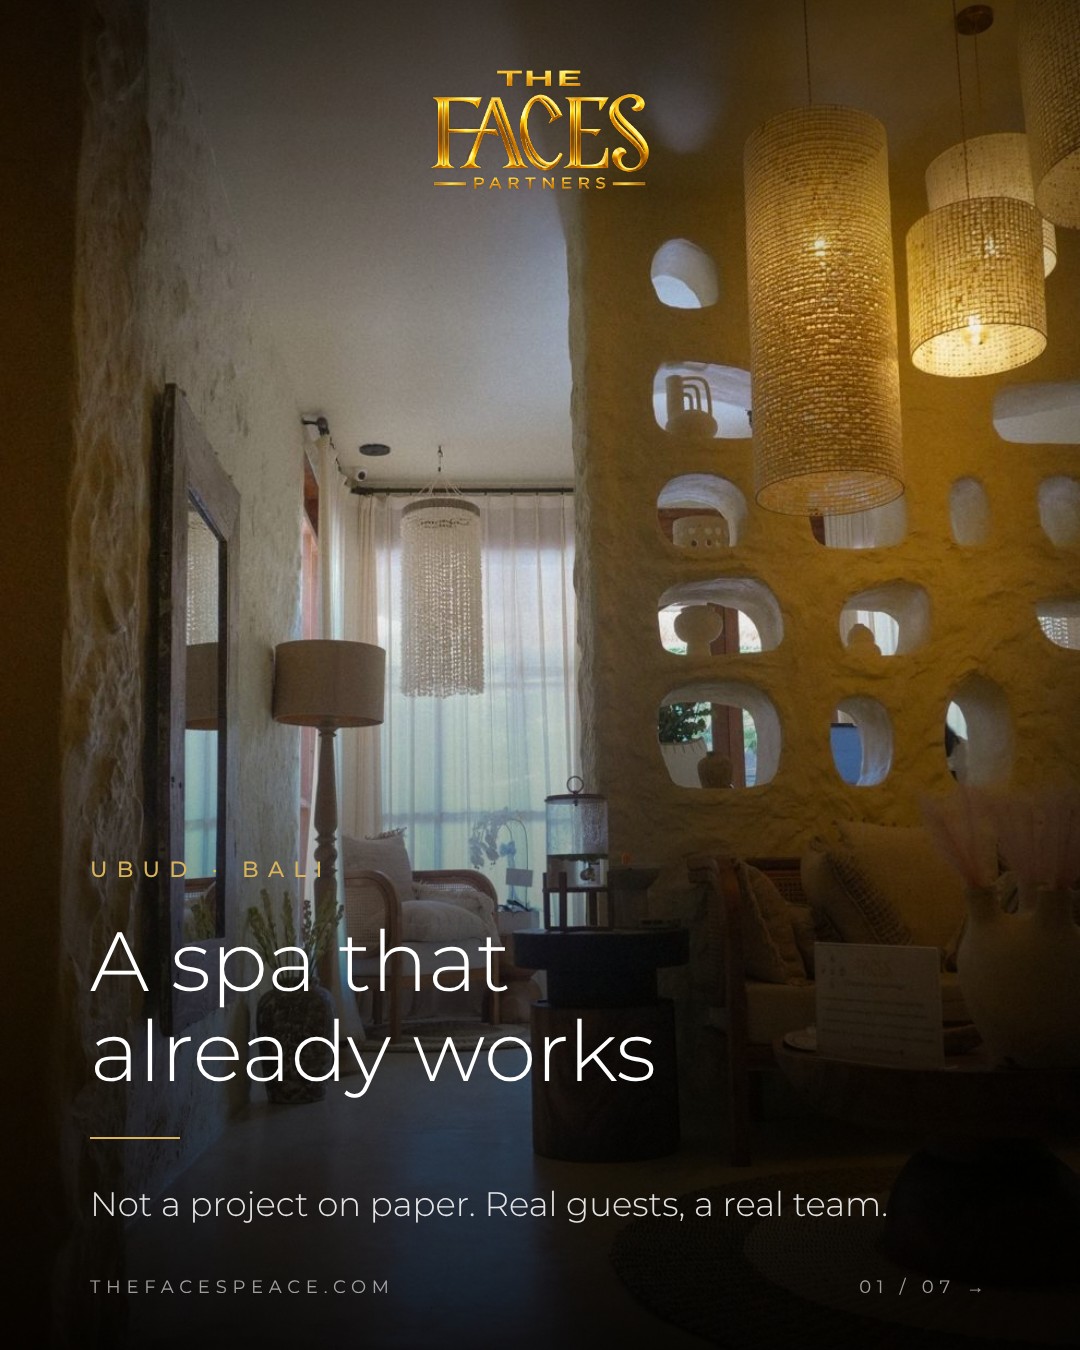 THE
FACES
PARTNERS
UBUD · BALI
A spa that
already works
Not a project on paper. Real guests, a real team.
THEFACESPEACE.COM
01 / 07 →